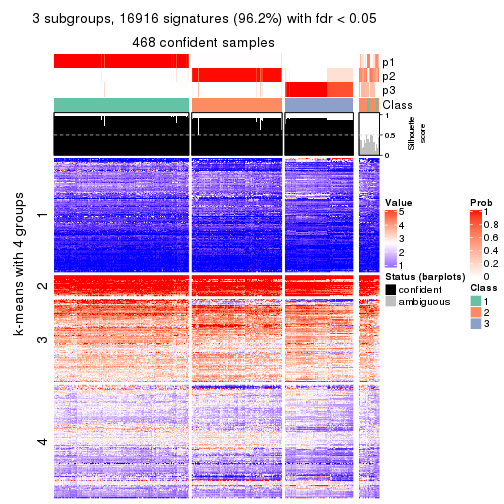 3 subgroups, 16916 signatures (96.2%) with fdr < 0.05
468 confident samples
p1
p2
p3
Class
1
0.5
0
Silhouette
score
k-means with 4 groups
1
2
3
4
Value
5
4
3
2
1
Status (barplots)
confident
ambiguous
Prob
1
0.8
0.6
0.4
0.2
0
Class
1
2
3